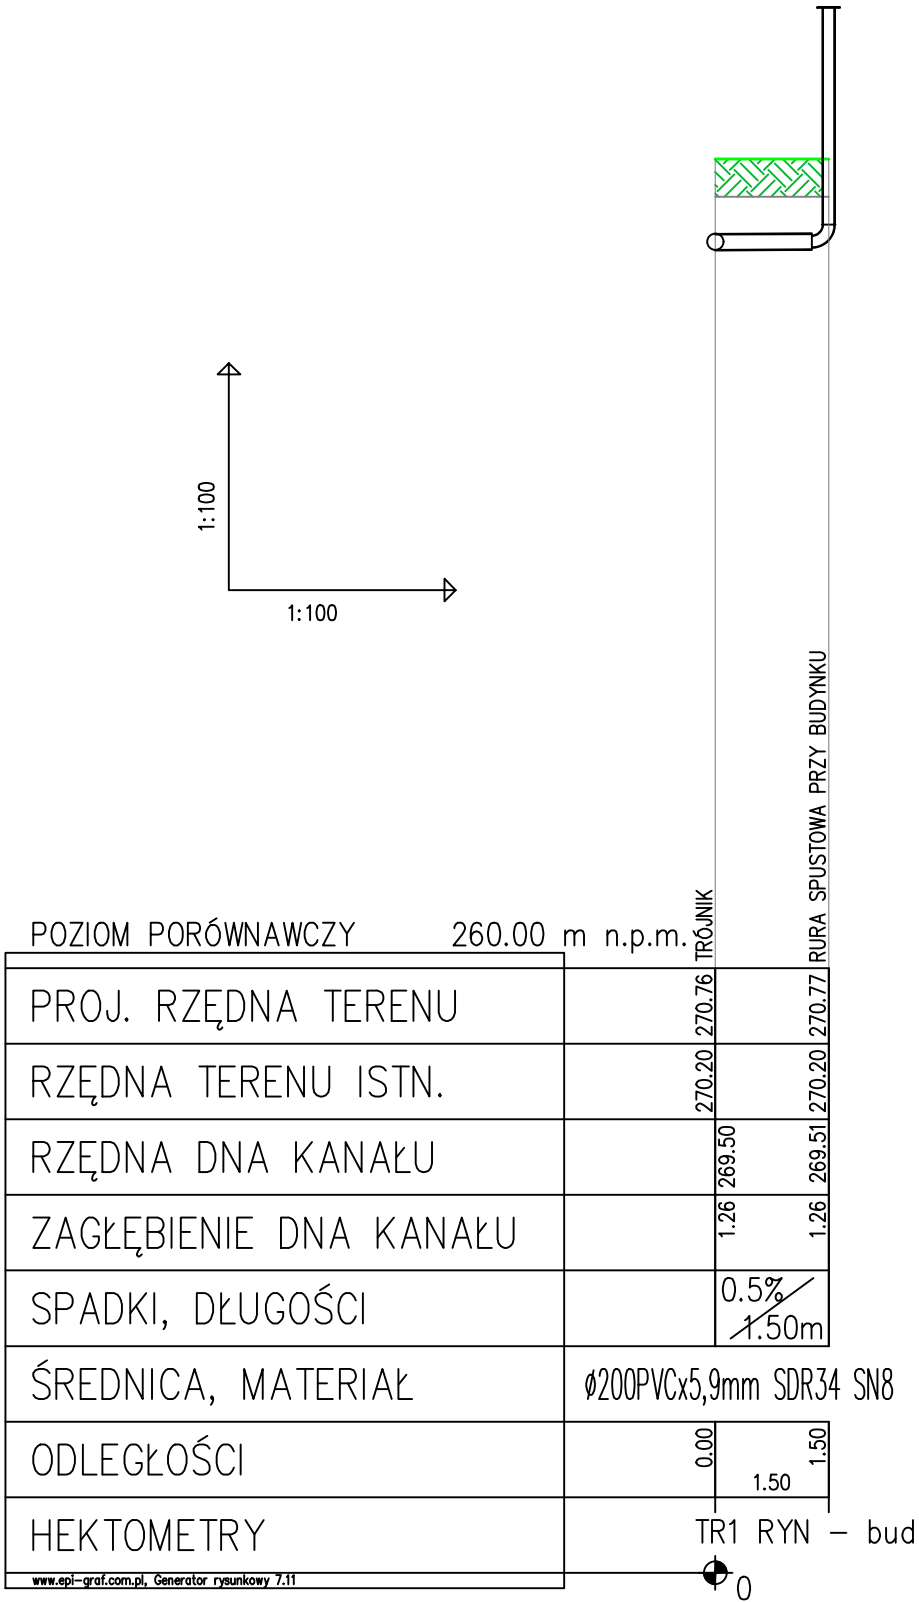 1:100
1:100
RURA SPUSTOWA PRZY BUDYNKU
TRÓJNIK
POZIOM PORÓWNAWCZY 260.00 m n.p.m.
PROJ. RZĘDNA TERENU 270.76 270.77
RZĘDNA TERENU ISTN. 270.20 270.20
RZĘDNA DNA KANAŁU 269.50 269.51
ZAGŁĘBIENIE DNA KANAŁU 1.26 1.26
SPADKI, DŁUGOŚCI 0.5% 1.50m
ŚREDNICA, MATERIAŁ ø200PVCx5,9mm SDR34 SN8
ODLEGŁOŚCI 0.00 1.50 1.50
HEKTOMETRY TR1 RYN – bud
www.epi-graf.com.pl, Generator rysunkowy 7.11
0